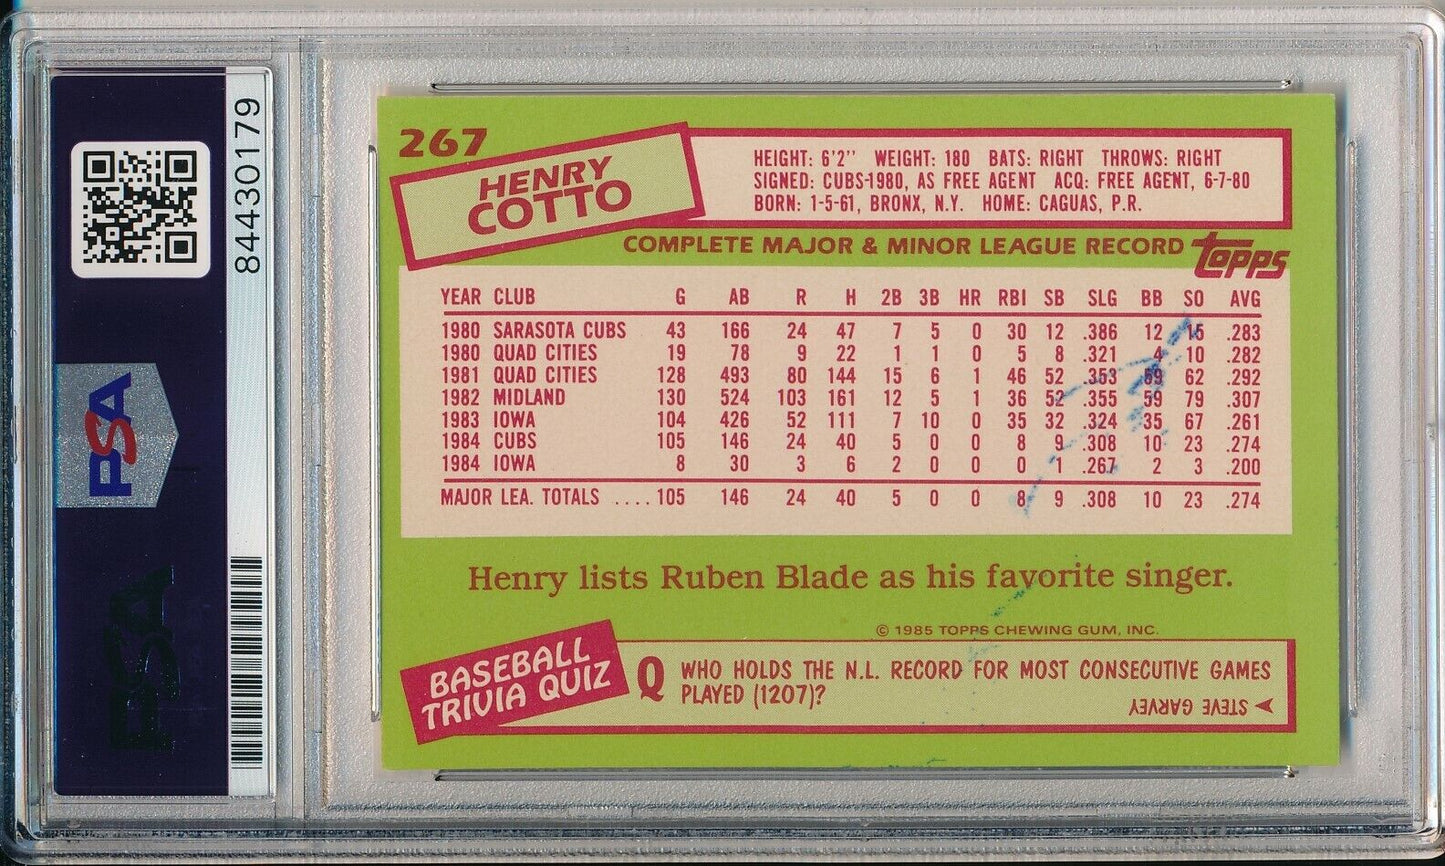 84430179
PSA
PSA
267
HENRY
COTTO
HEIGHT: 6'2'' WEIGHT: 180 BATS: RIGHT THROWS: RIGHT
SIGNED: CUBS-1980, AS FREE AGENT ACQ: FREE AGENT, 6-7-80
BORN: 1-5-61, BRONX, N.Y. HOME: CAGUAS, P.R.
COMPLETE MAJOR & MINOR LEAGUE RECORD
Topps
YEAR CLUB G AB R H 2B 3B HR RBI SB SLG BB SO AVG
1980 SARASOTA CUBS 43 166 24 47 7 5 0 30 12 .386 12 15 .283
1980 QUAD CITIES 19 78 9 22 1 1 0 5 8 .321 4 10 .282
1981 QUAD CITIES 128 493 80 144 15 6 1 46 52 .353 59 62 .292
1982 MIDLAND 130 524 103 161 12 5 1 36 52 .355 59 79 .307
1983 IOWA 104 426 52 111 7 10 0 35 32 .324 35 67 .261
1984 CUBS 105 146 24 40 5 0 0 8 9 .308 10 23 .274
1984 IOWA 8 30 3 6 2 0 0 0 1 .267 2 3 .200
MAJOR LEA. TOTALS .... 105 146 24 40 5 0 0 8 9 .308 10 23 .274
Henry lists Ruben Blade as his favorite singer.
© 1985 TOPPS CHEWING GUM, INC.
BASEBALL
TRIVIA QUIZ
Q WHO HOLDS THE N.L. RECORD FOR MOST CONSECUTIVE GAMES
PLAYED (1207)?
STEVE GARVEY